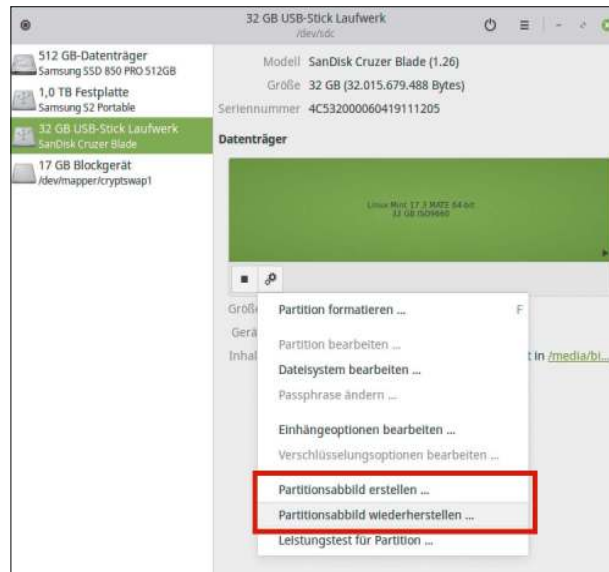 32 GB USB-Stick Laufwerk
/dev/sdc
512 GB-Datenträger
Samsung SSD 850 PRO 512GB
1,0 TB Festplatte
Samsung S2 Portable
32 GB USB-Stick Laufwerk
SanDisk Cruzer Blade
17 GB Blockgerät
/dev/mapper/cryptswap1
Modell SanDisk Cruzer Blade (1.26)
Größe 32 GB (32.015.679.488 Bytes)
Seriennummer 4C532000060419111205
Datenträger
Linux Mint 17.3 MATE 64-bit
32 GB ISO9660
Größe
Gerä
Inhal t in /media/bi...
Partition formatieren ... F
Partition bearbeiten ...
Dateisystem bearbeiten ...
Passphrase ändern ...
Einhängeoptionen bearbeiten ...
Verschlüsselungsoptionen bearbeiten ...
Partitionsabbild erstellen ...
Partitionsabbild wiederherstellen ...
Leistungstest für Partition ...